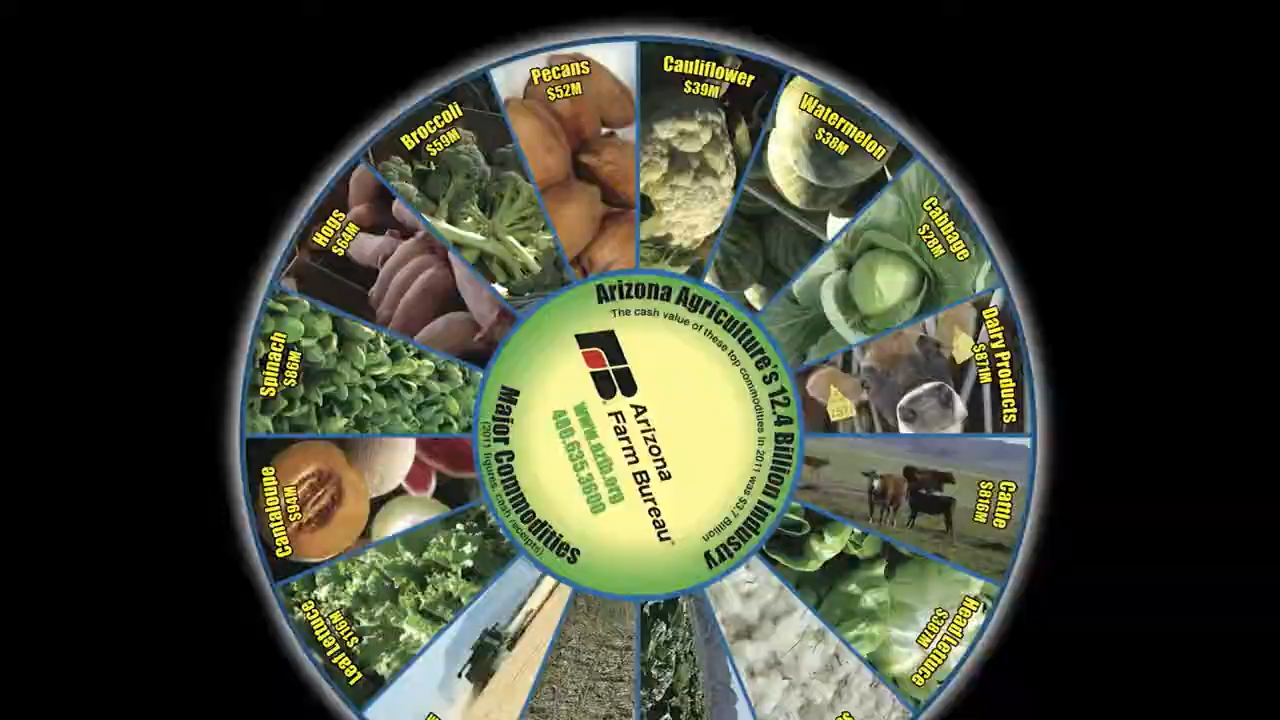 Pecans
$52M
Cauliflower
$39M
Watermelon
$38M
Cabbage
$28M
Dairy Products
$871M
Cattle
$816M
Head Lettuce
$387M
Leaf Lettuce
$116M
Cantaloupe
$94M
Spinach
$86M
Hogs
$64M
Broccoli
$59M
Arizona Agriculture's 12.4 Billion Industry
The cash value of these top commodities in 2011 was $3.7 Billion
Arizona
Farm Bureau
www.azfb.org
480.635.3600
Major Commodities
(2011 figures, cash receipts)